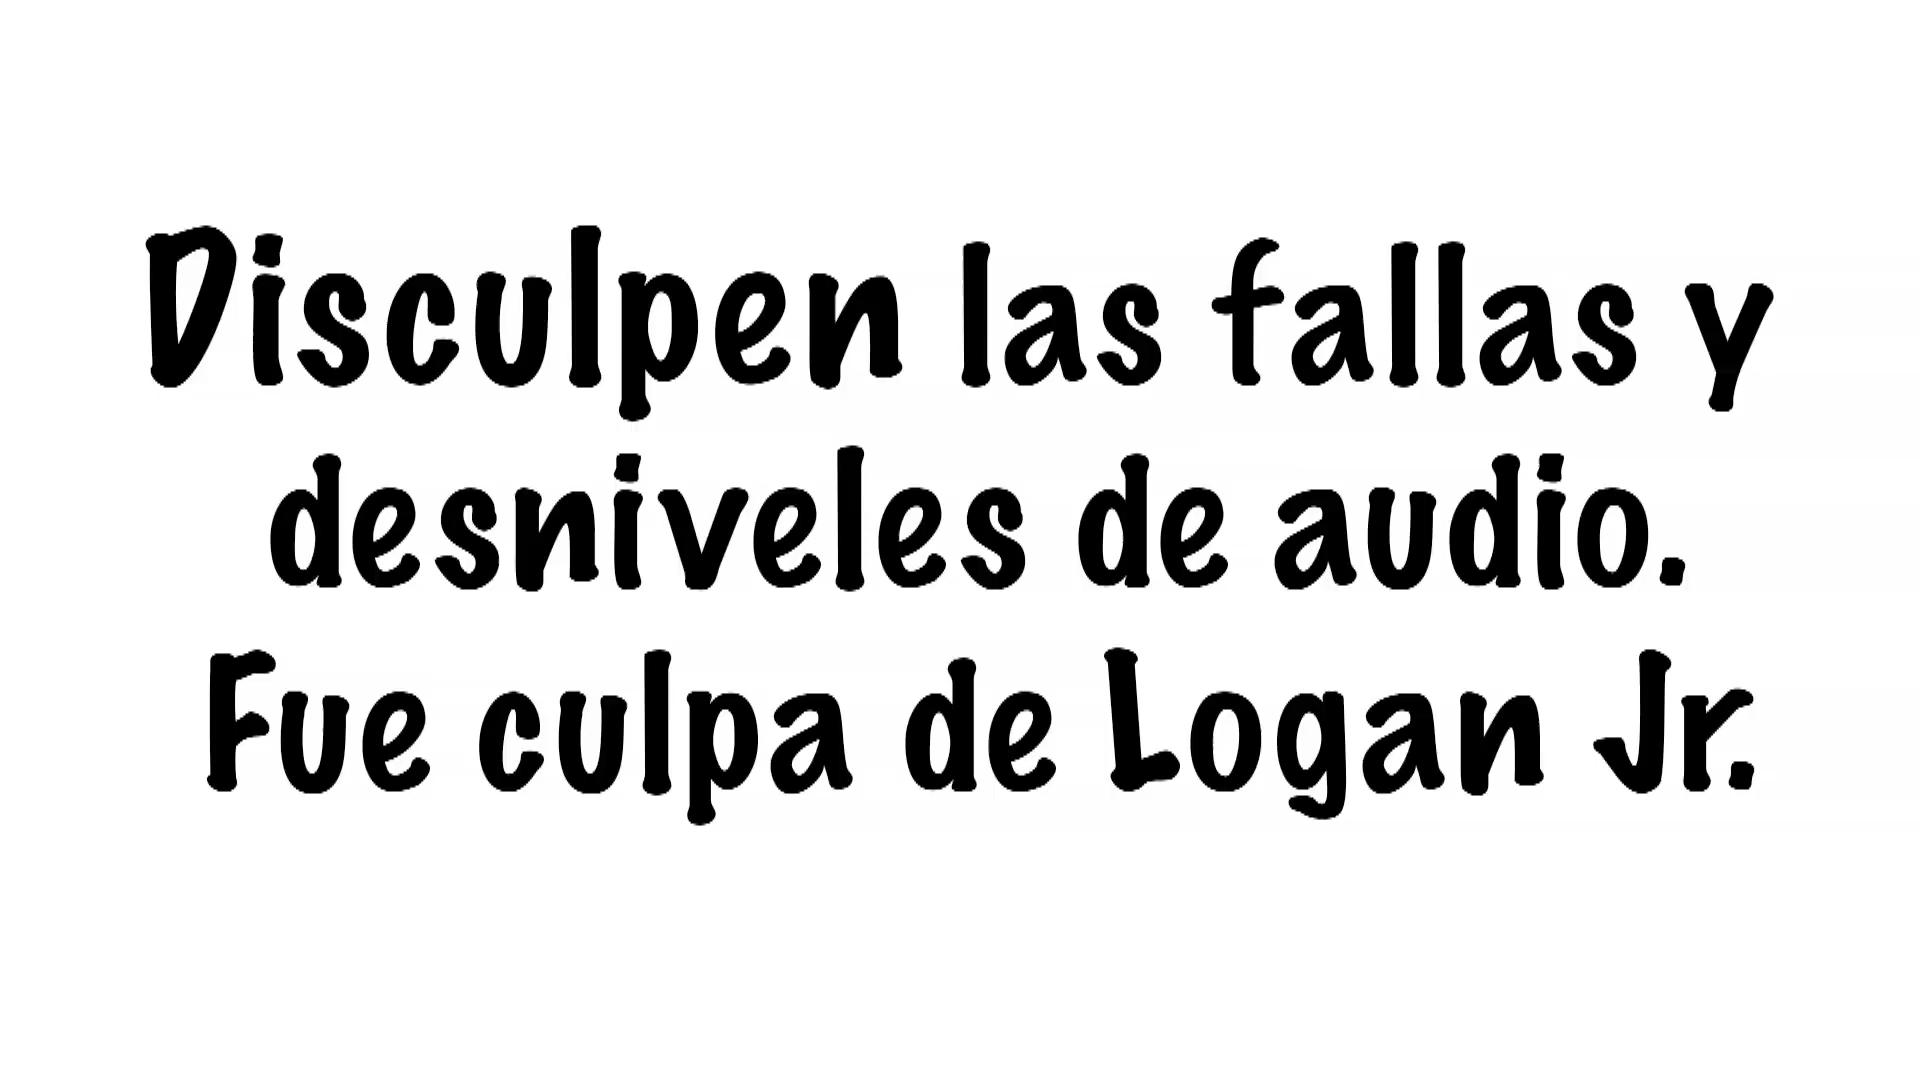 Disculpen las fallas y
desniveles de audio.
Fue culpa de Logan Jr.